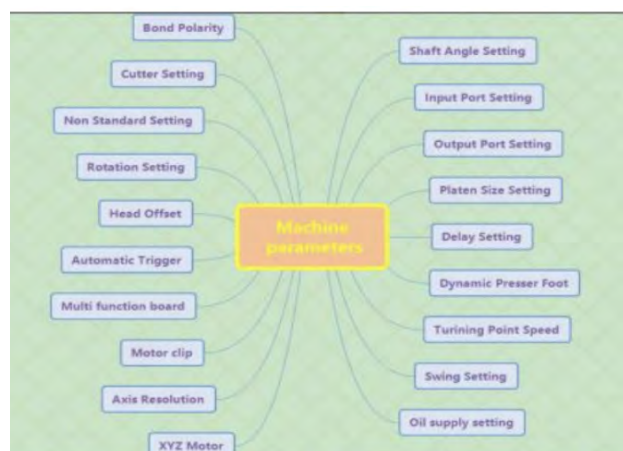 Bond Polarity
Cutter Setting
Non Standard Setting
Rotation Setting
Head Offset
Automatic Trigger
Multi function board
Motor clip
Axis Resolution
XYZ Motor
Machine
parameters
Shaft Angle Setting
Input Port Setting
Output Port Setting
Platen Size Setting
Delay Setting
Dynamic Presser Foot
Turining Point Speed
Swing Setting
Oil supply setting